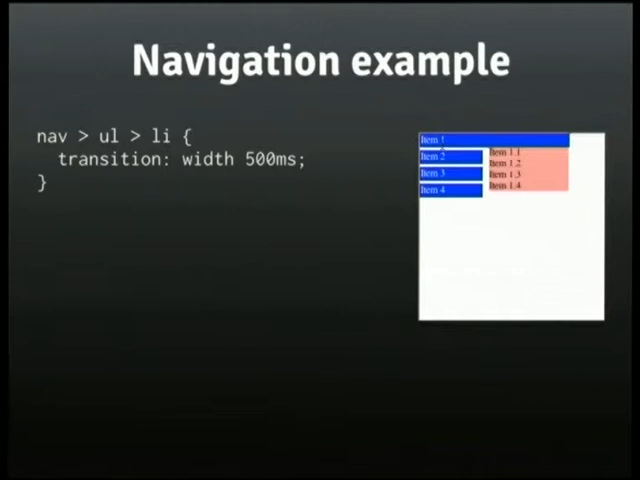 Navigation example
nav > ul > li {
transition: width 500ms;
}
Item 1
Item 2
Item 3
Item 4
Item 1.1
Item 1.2
Item 1.3
Item 1.4